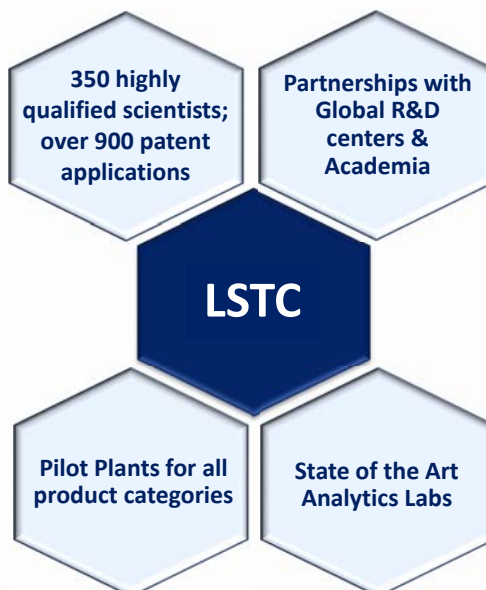 350 highly
qualified scientists;
over 900 patent
applications
Partnerships with
Global R&D
centers &
Academia
LSTC
Pilot Plants for all
product categories
State of the Art
Analytics Labs